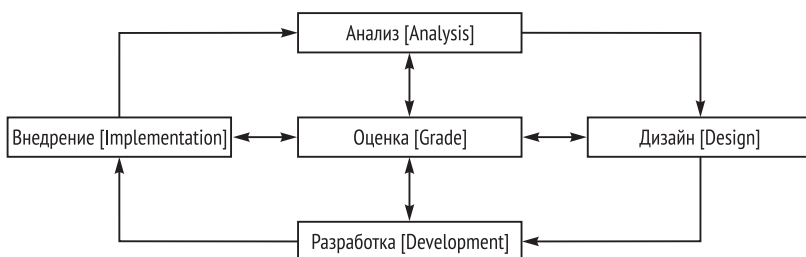 Анализ [Analysis]
Внедрение [Implementation]
Оценка [Grade]
Дизайн [Design]
Разработка [Development]